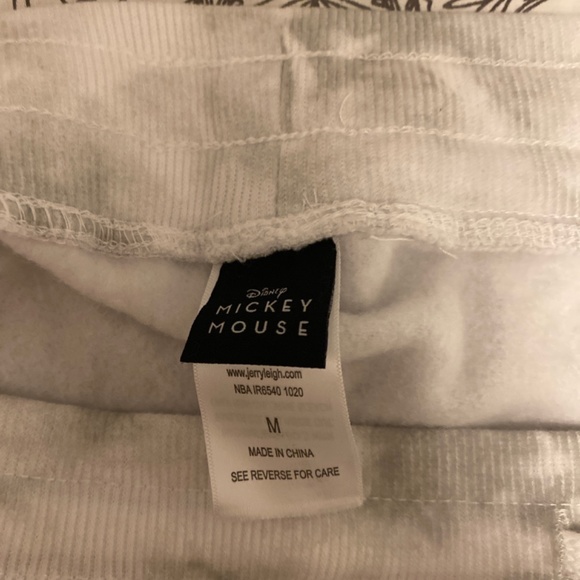 Disney
MICKEY
MOUSE
www.jerryleigh.com
NBA IR6540 1020
M
MADE IN CHINA
SEE REVERSE FOR CARE